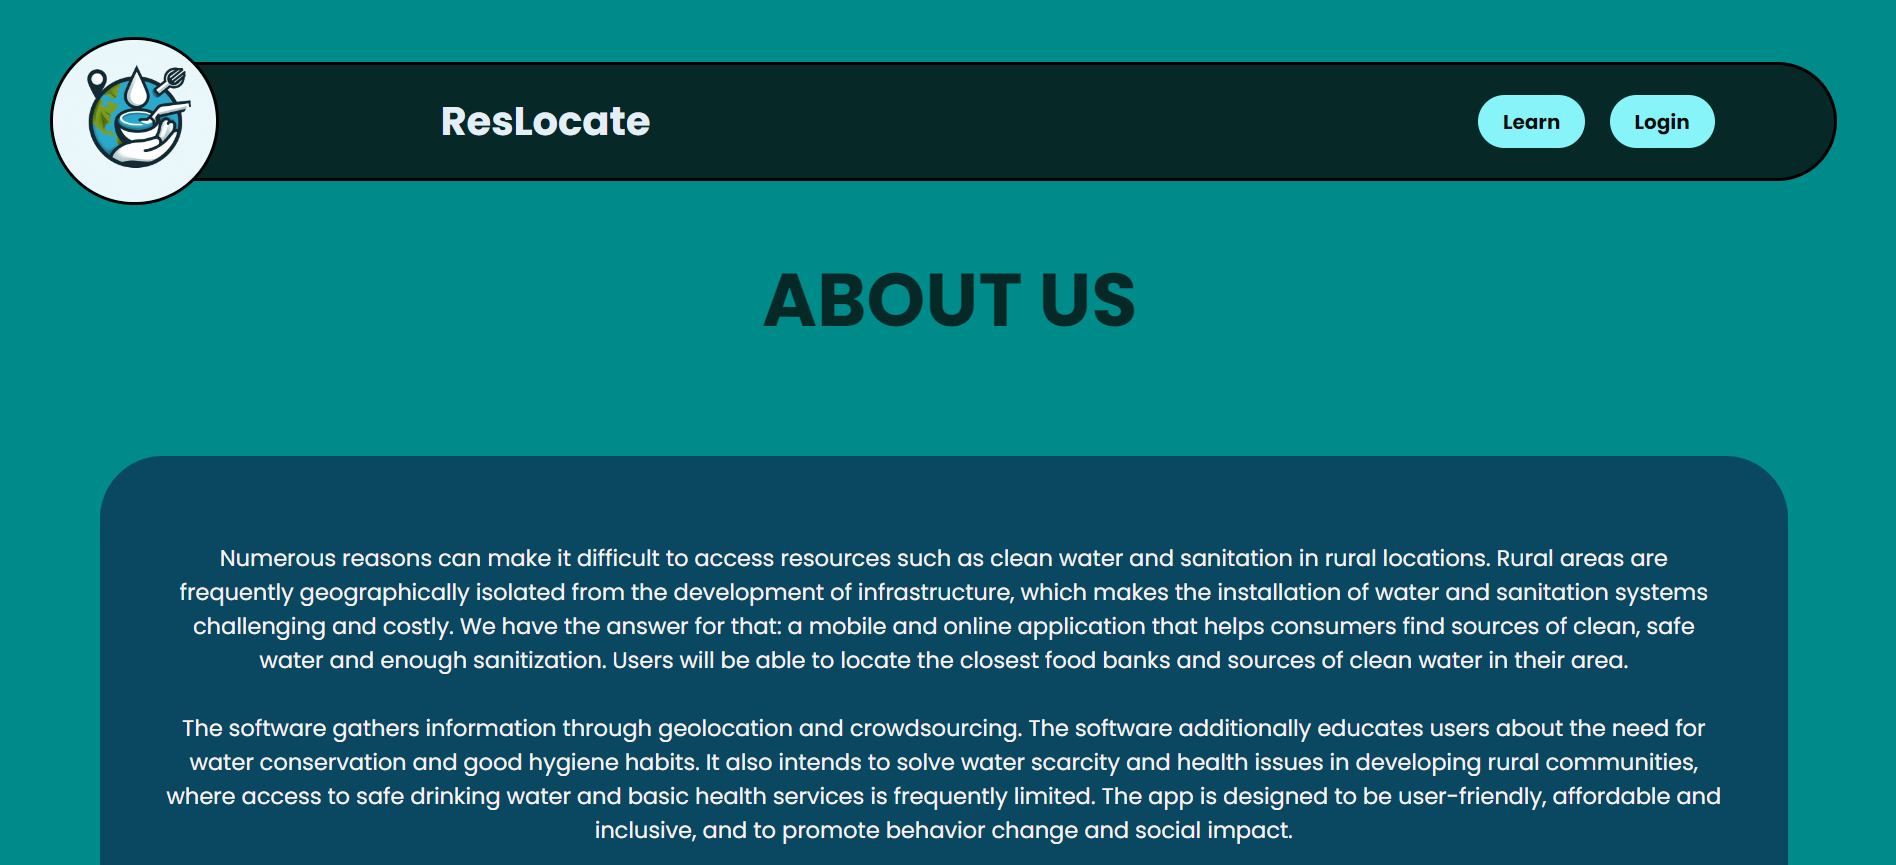 ResLocate
Learn
Login
ABOUT US
Numerous reasons can make it difficult to access resources such as clean water and sanitation in rural locations. Rural areas are
frequently geographically isolated from the development of infrastructure, which makes the installation of water and sanitation systems
challenging and costly. We have the answer for that: a mobile and online application that helps consumers find sources of clean, safe
water and enough sanitization. Users will be able to locate the closest food banks and sources of clean water in their area.
The software gathers information through geolocation and crowdsourcing. The software additionally educates users about the need for
water conservation and good hygiene habits. It also intends to solve water scarcity and health issues in developing rural communities,
where access to safe drinking water and basic health services is frequently limited. The app is designed to be user-friendly, affordable and
inclusive, and to promote behavior change and social impact.